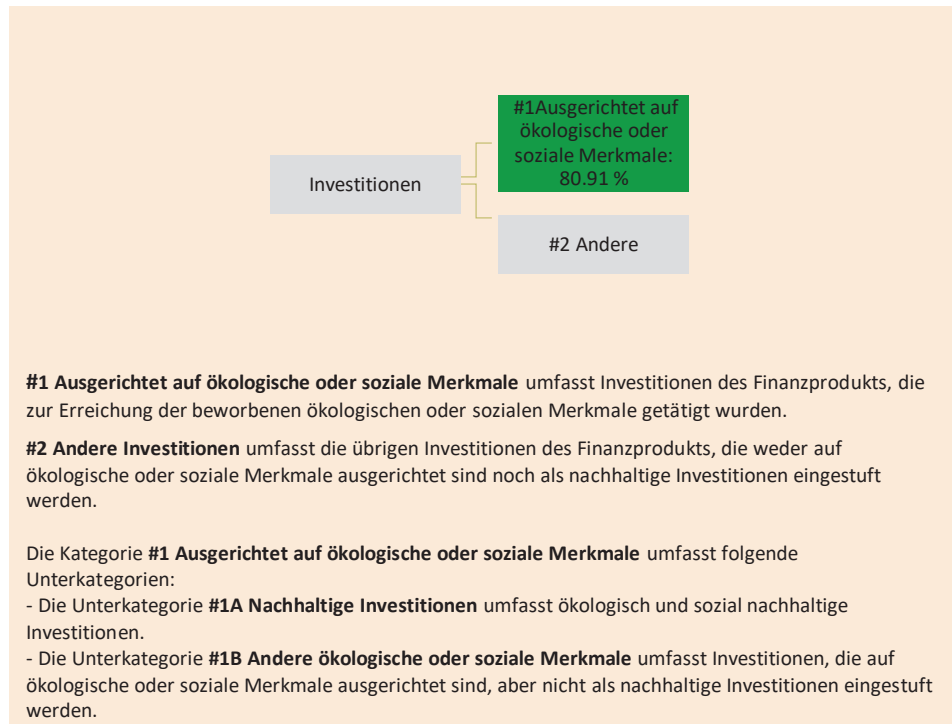 #1Ausgerichtet auf
ökologische oder
soziale Merkmale:
80.91 %
Investitionen
#2 Andere
#1 Ausgerichtet auf ökologische oder soziale Merkmale umfasst Investitionen des Finanzprodukts, die
zur Erreichung der beworbenen ökologischen oder sozialen Merkmale getätigt wurden.
#2 Andere Investitionen umfasst die übrigen Investitionen des Finanzprodukts, die weder auf
ökologische oder soziale Merkmale ausgerichtet sind noch als nachhaltige Investitionen eingestuft
werden.
Die Kategorie #1 Ausgerichtet auf ökologische oder soziale Merkmale umfasst folgende
Unterkategorien:
- Die Unterkategorie #1A Nachhaltige Investitionen umfasst ökologisch und sozial nachhaltige
Investitionen.
- Die Unterkategorie #1B Andere ökologische oder soziale Merkmale umfasst Investitionen, die auf
ökologische oder soziale Merkmale ausgerichtet sind, aber nicht als nachhaltige Investitionen eingestuft
werden.